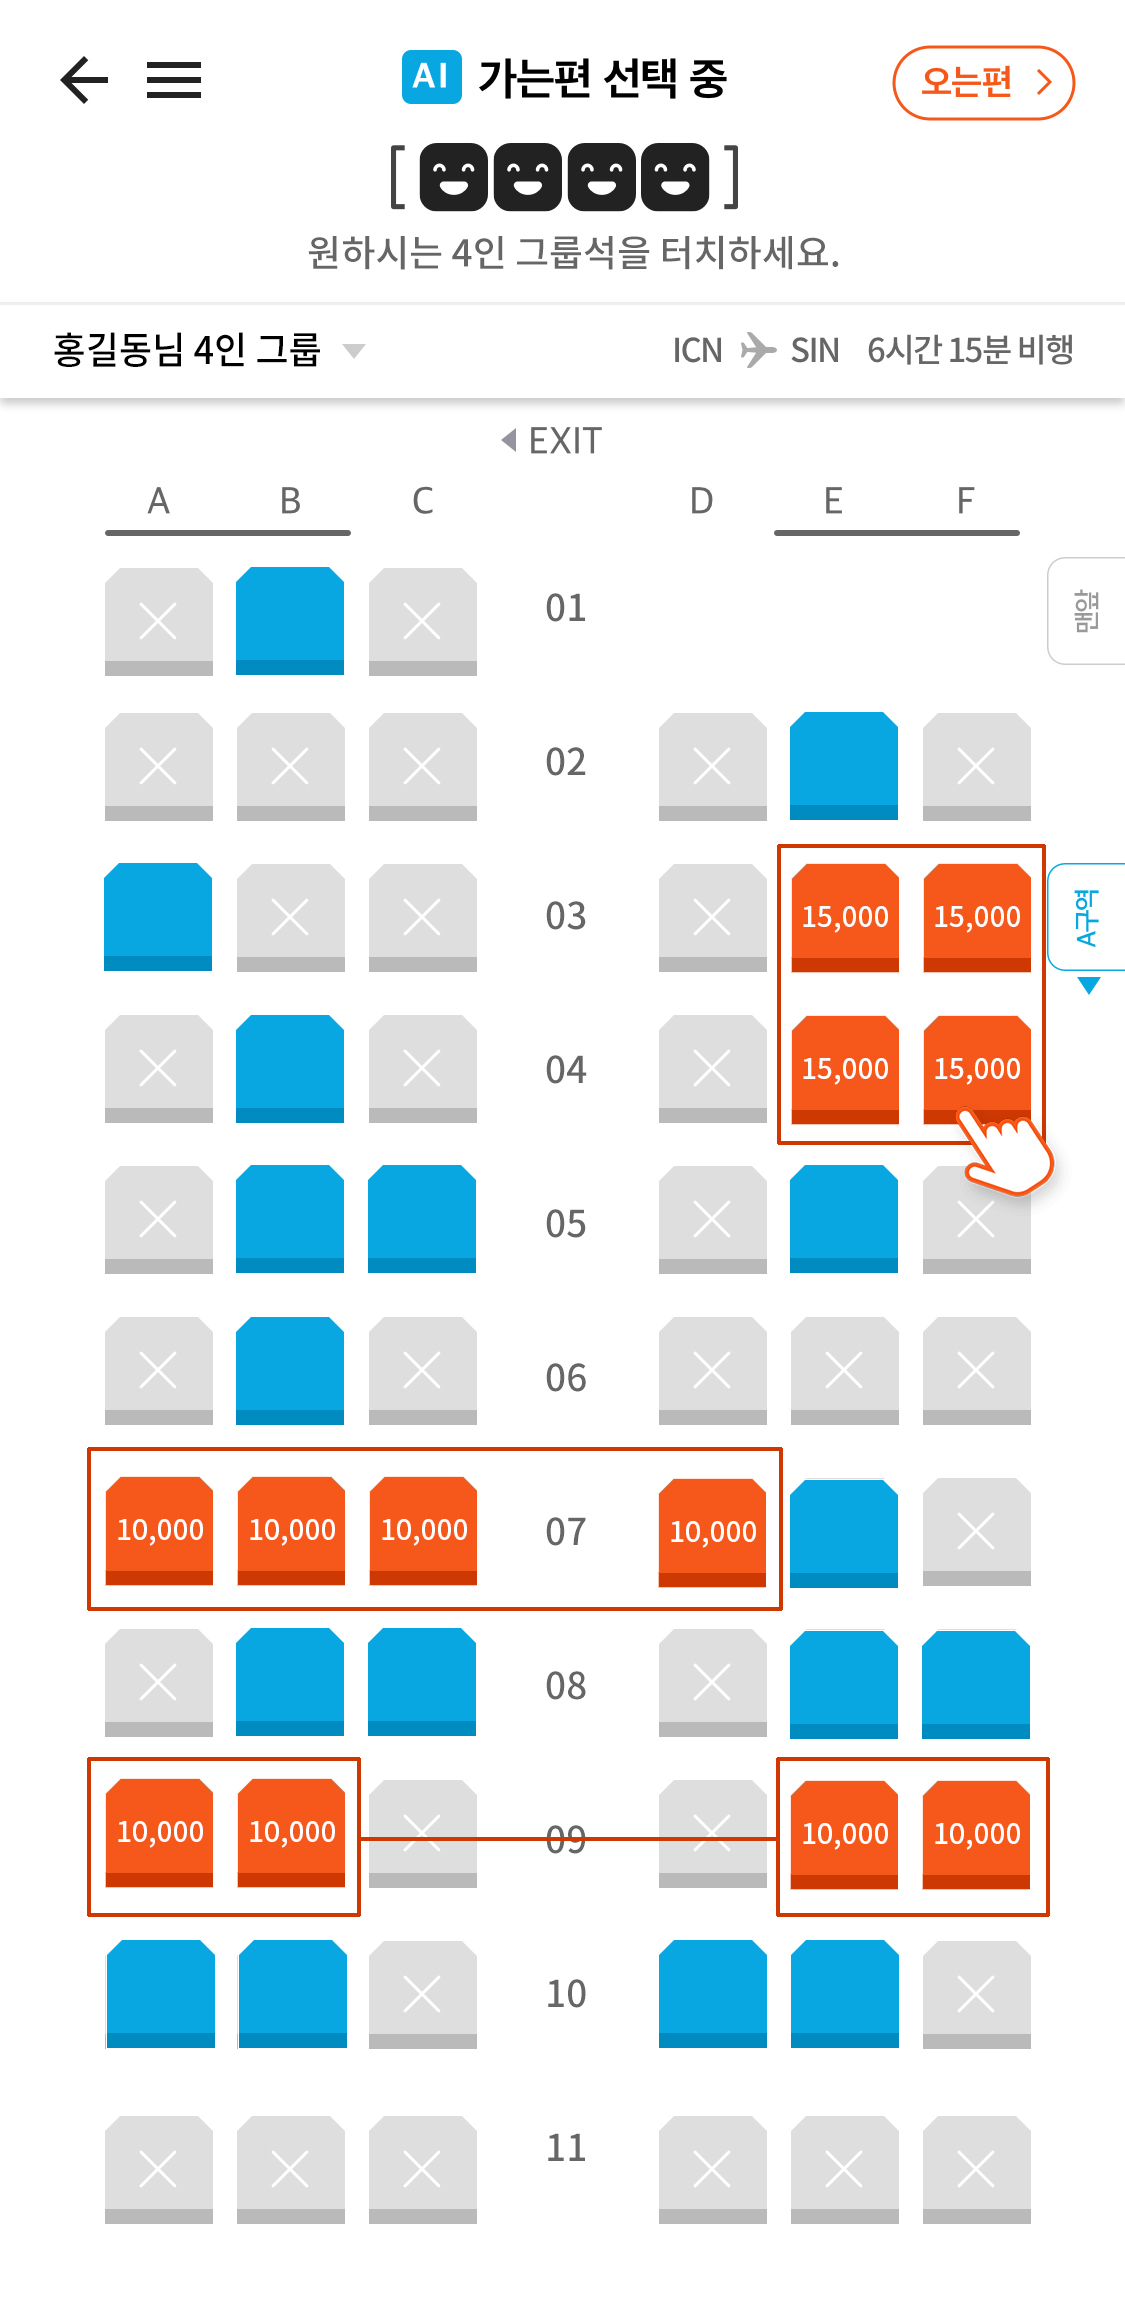 AI 가는편 선택 중
오는편
[ ]
원하시는 4인 그룹석을 터치하세요.
홍길동님 4인 그룹
ICN SIN 6시간 15분 비행
EXIT
A B C D E F
01
맨앞
02
03 15,000 15,000
A구역
04 15,000 15,000
05
06
10,000 10,000 10,000 07 10,000
08
10,000 10,000 09 10,000 10,000
10
11